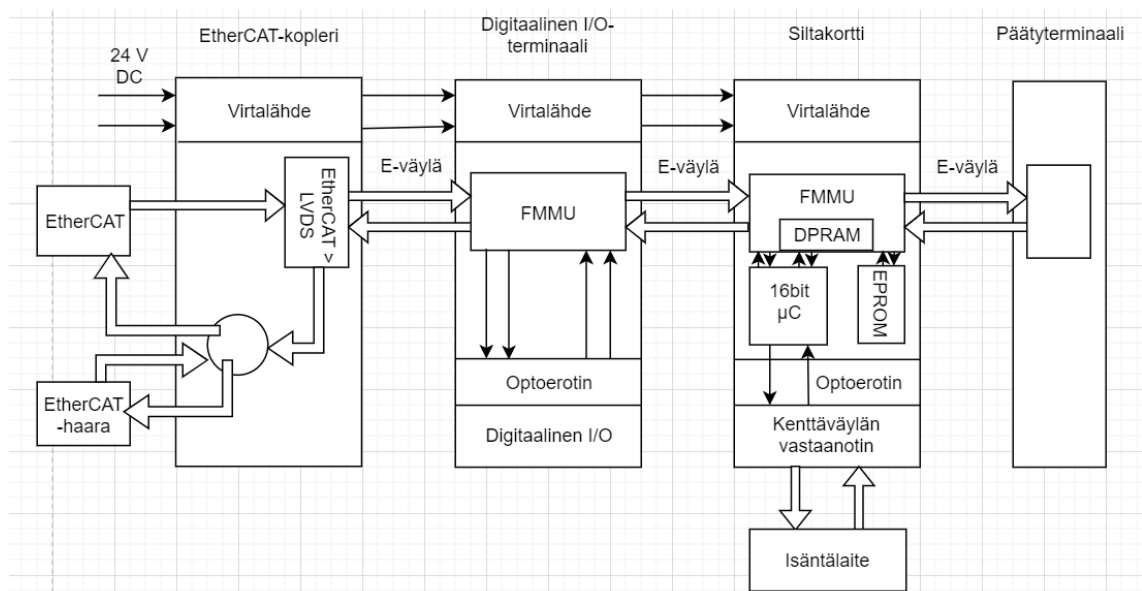 EtherCAT-kopleri
Digitaalinen I/O-
terminaali
Siltakortti
Päätyterminaali
24 V
DC
Virtalähde
Virtalähde
Virtalähde
E-väylä
E-väylä
E-väylä
EtherCAT
EtherCAT >
LVDS
FMMU
FMMU
DPRAM
16bit
µC
EPROM
EtherCAT
-haara
Optoerotin
Optoerotin
Digitaalinen I/O
Kenttäväylän
vastaanotin
Isäntälaite